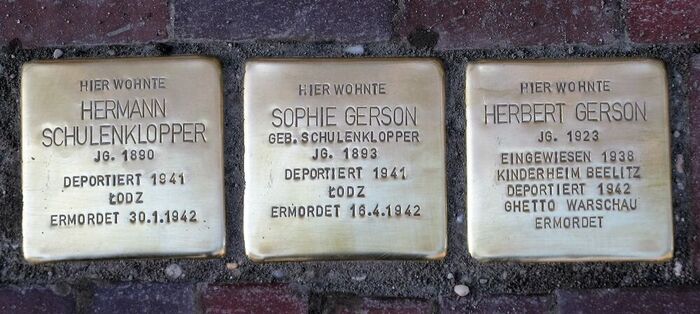 HIER WOHNTE
HERMANN
SCHULENKLOPPER
JG. 1890
DEPORTIERT 1941
ŁODZ
ERMORDET 30.1.1942
HIER WOHNTE
SOPHIE GERSON
GEB. SCHULENKLOPPER
JG. 1893
DEPORTIERT 1941
ŁODZ
ERMORDET 16.4.1942
HIER WOHNTE
HERBERT GERSON
JG. 1923
EINGEWIESEN 1938
KINDERHEIM BEELITZ
DEPORTIERT 1942
GHETTO WARSCHAU
ERMORDET